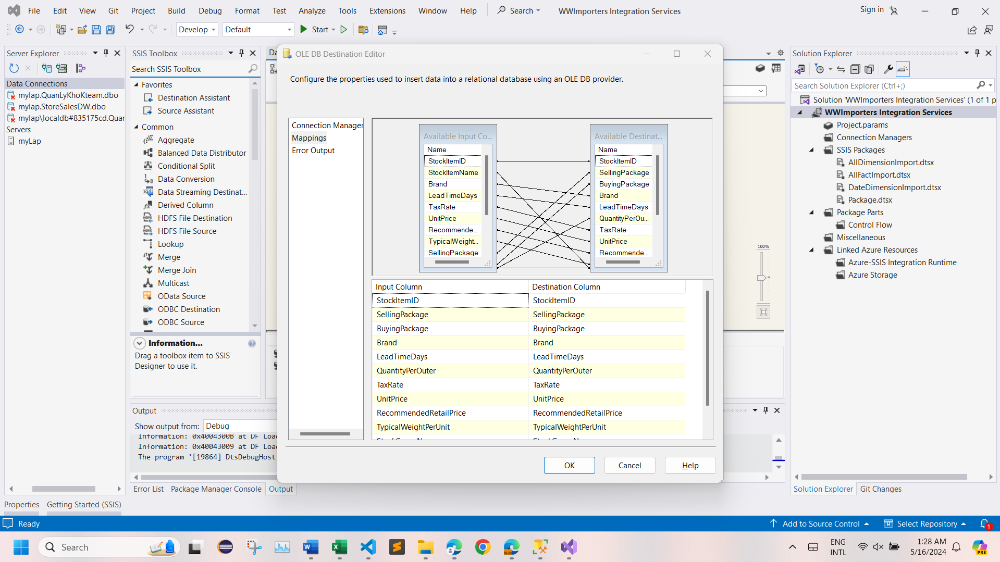 File Edit View Git Project Build Debug Format Test Analyze Tools Extensions Window Help Search WWImporters Integration Services Sign in
Develop Default Start
Server Explorer
Data Connections
mylap.QuanLyKhoKteam.dbo
mylap.StoreSalesDW.dbo
mylap\localdb#835175cd.Quar
Servers
myLap
SSIS Toolbox
Search SSIS Toolbox
Favorites
Destination Assistant
Source Assistant
Common
Aggregate
Balanced Data Distributor
Conditional Split
Data Conversion
Data Streaming Destinat...
Derived Column
HDFS File Destination
HDFS File Source
Lookup
Merge
Merge Join
Multicast
OData Source
ODBC Destination
ODBC Source
Information...
Drag a toolbox item to SSIS
Designer to use it.
Da
OLE DB Destination Editor
Configure the properties used to insert data into a relational database using an OLE DB provider.
Connection Manager
Mappings
Error Output
Available Input Co...
Name
StockItemID
StockItemName
Brand
LeadTimeDays
TaxRate
UnitPrice
Recommende...
TypicalWeight...
SellingPackage
Available Destinat...
Name
StockItemID
SellingPackage
BuyingPackage
Brand
LeadTimeDays
QuantityPerOu...
TaxRate
UnitPrice
Recommende...
Input Column Destination Column
StockItemID StockItemID
SellingPackage SellingPackage
BuyingPackage BuyingPackage
Brand Brand
LeadTimeDays LeadTimeDays
QuantityPerOuter QuantityPerOuter
TaxRate TaxRate
UnitPrice UnitPrice
RecommendedRetailPrice RecommendedRetailPrice
TypicalWeightPerUnit TypicalWeightPerUnit
OK Cancel Help
100%
Solution Explorer
Search Solution Explorer (Ctrl+;)
Solution 'WWImporters Integration Services' (1 of 1 p
WWImporters Integration Services
Project.params
Connection Managers
SSIS Packages
AllDimensionImport.dtsx
AllFactImport.dtsx
DateDimensionImport.dtsx
Package.dtsx
Package Parts
Control Flow
Miscellaneous
Linked Azure Resources
Azure-SSIS Integration Runtime
Azure Storage
Solution Explorer Git Changes
Output
Show output from: Debug
Information: 0x4004300B at DF Load
Information: 0x40043009 at DF Load
The program '[19864] DtsDebugHost
Error List Package Manager Console Output
Properties Getting Started (SSIS)
Ready Add to Source Control Select Repository 1
Search
ENG
INTL
1:28 AM
5/16/2024
PRE